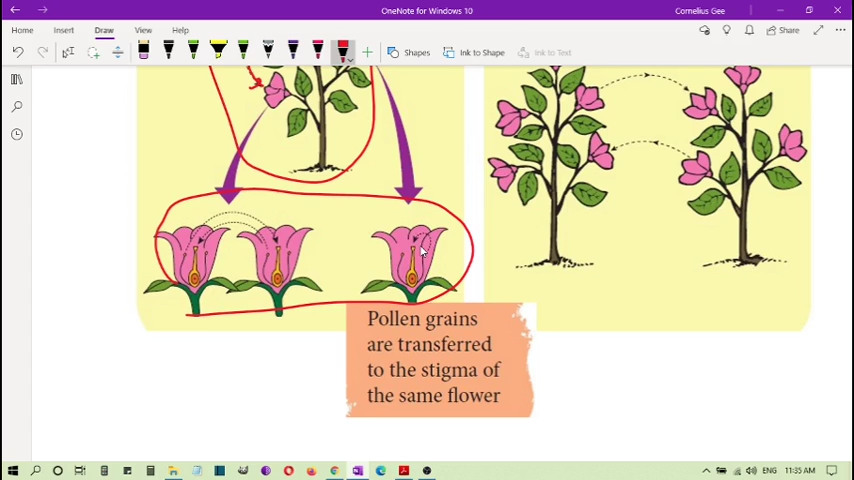 OneNote for Windows 10
Cornelius Gee
Home Insert Draw View Help
Share
Shapes
Ink to Shape
Ink to Text
Pollen grains
are transferred
to the stigma of
the same flower
ENG 11:35 AM